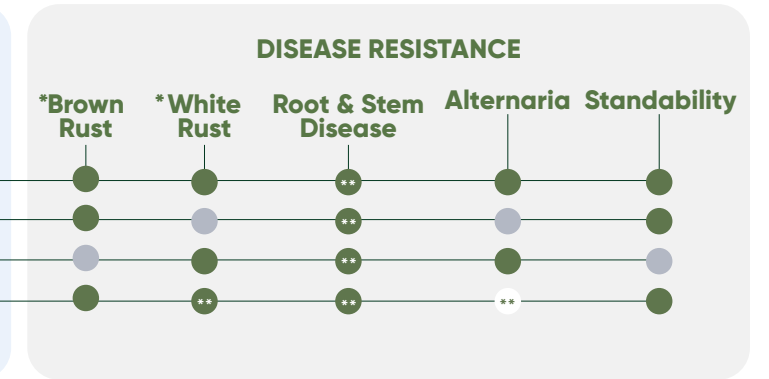 DISEASE RESISTANCE
*Brown Rust
*White Rust
Root & Stem Disease
Alternaria
Standability
**
**
**
** ** **